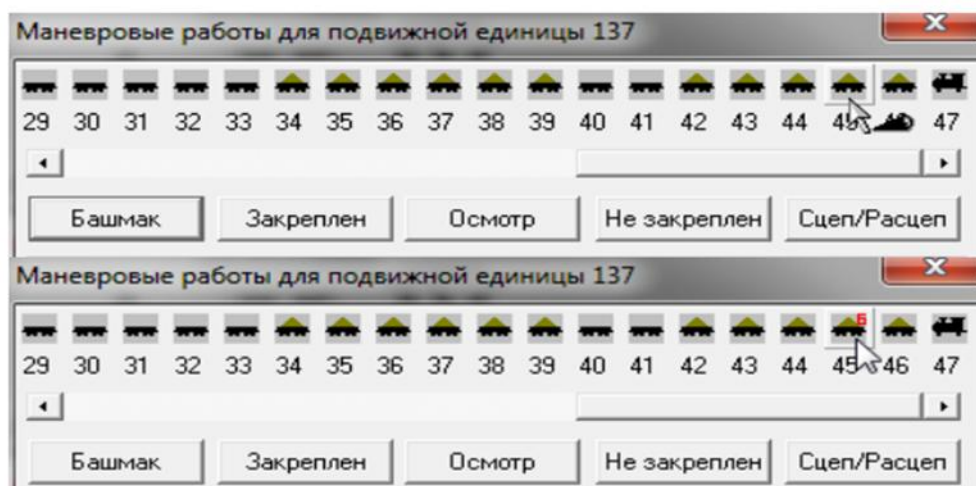 Маневровые работы для подвижной единицы 137
29 30 31 32 33 34 35 36 37 38 39 40 41 42 43 44 45 47
Башмак Закреплен Осмотр Не закреплен Сцеп/Расцеп
Маневровые работы для подвижной единицы 137
Б
29 30 31 32 33 34 35 36 37 38 39 40 41 42 43 44 45 46 47
Башмак Закреплен Осмотр Не закреплен Сцеп/Расцеп